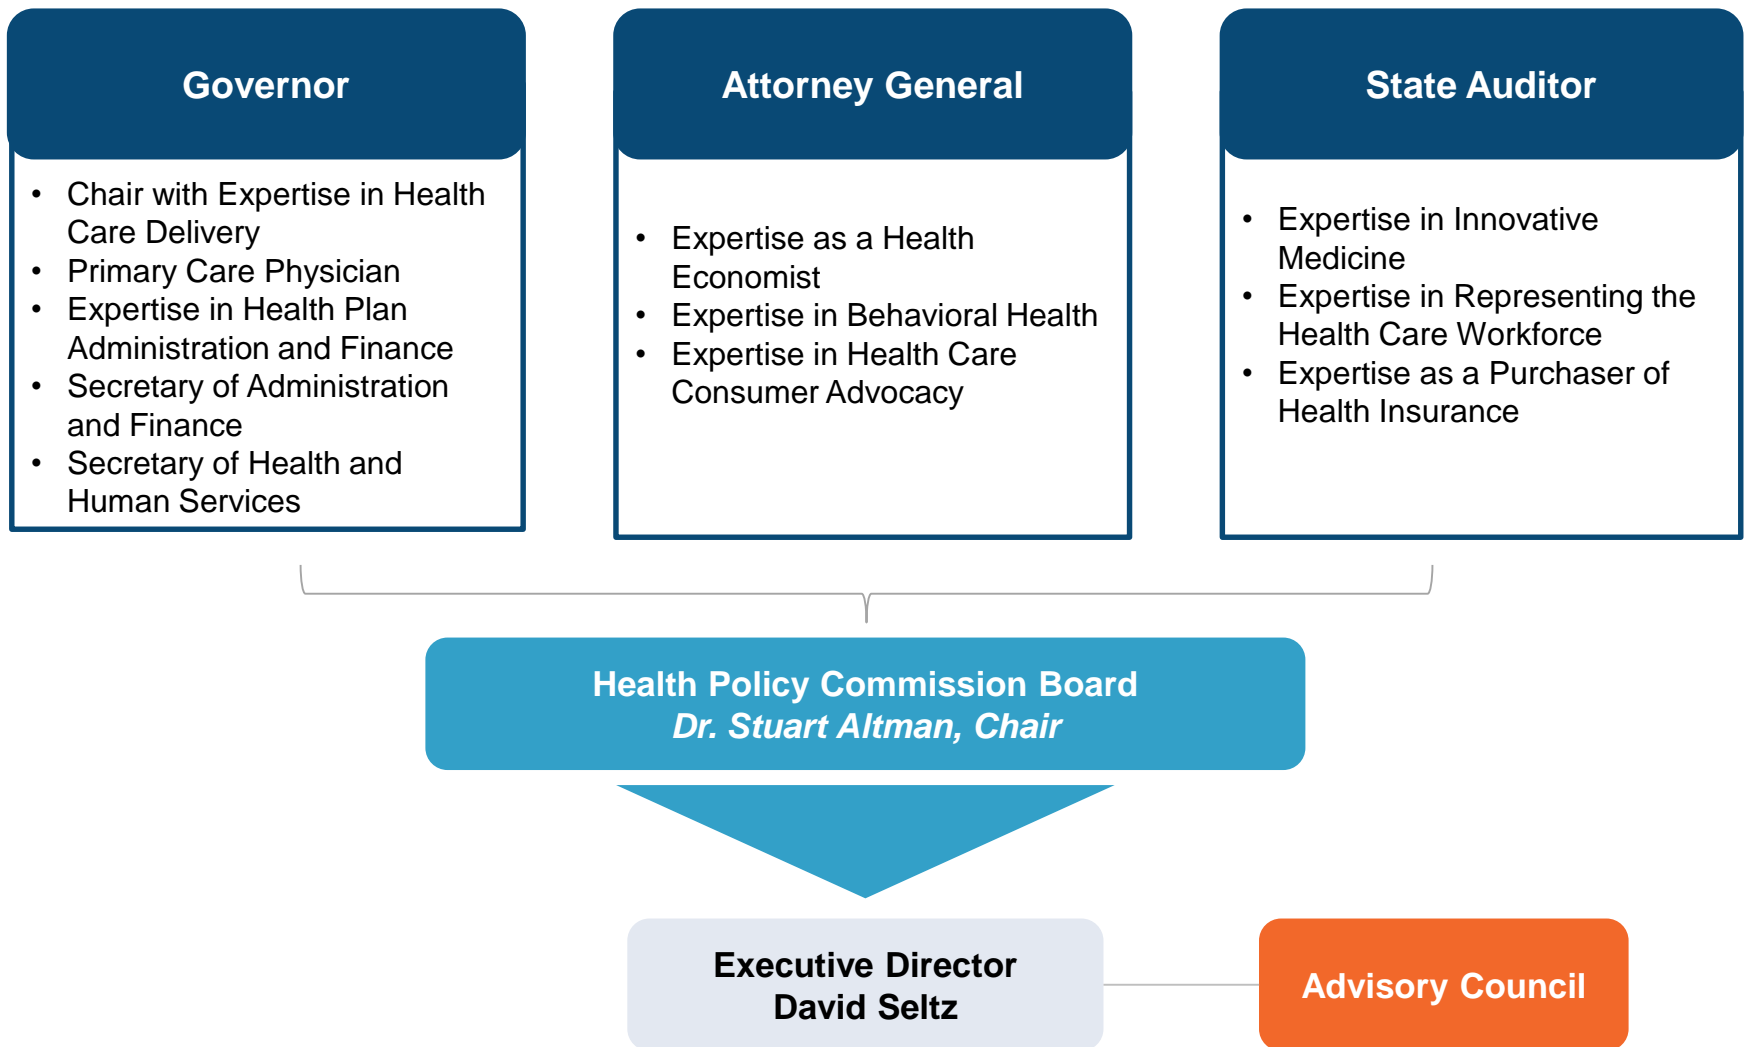 Governor
• Chair with Expertise in Health
Care Delivery
• Primary Care Physician
• Expertise in Health Plan
Administration and Finance
• Secretary of Administration
and Finance
• Secretary of Health and
Human Services
Attorney General
• Expertise as a Health
Economist
• Expertise in Behavioral Health
• Expertise in Health Care
Consumer Advocacy
State Auditor
• Expertise in Innovative
Medicine
• Expertise in Representing the
Health Care Workforce
• Expertise as a Purchaser of
Health Insurance
Health Policy Commission Board
Dr. Stuart Altman, Chair
Executive Director
David Seltz
Advisory Council